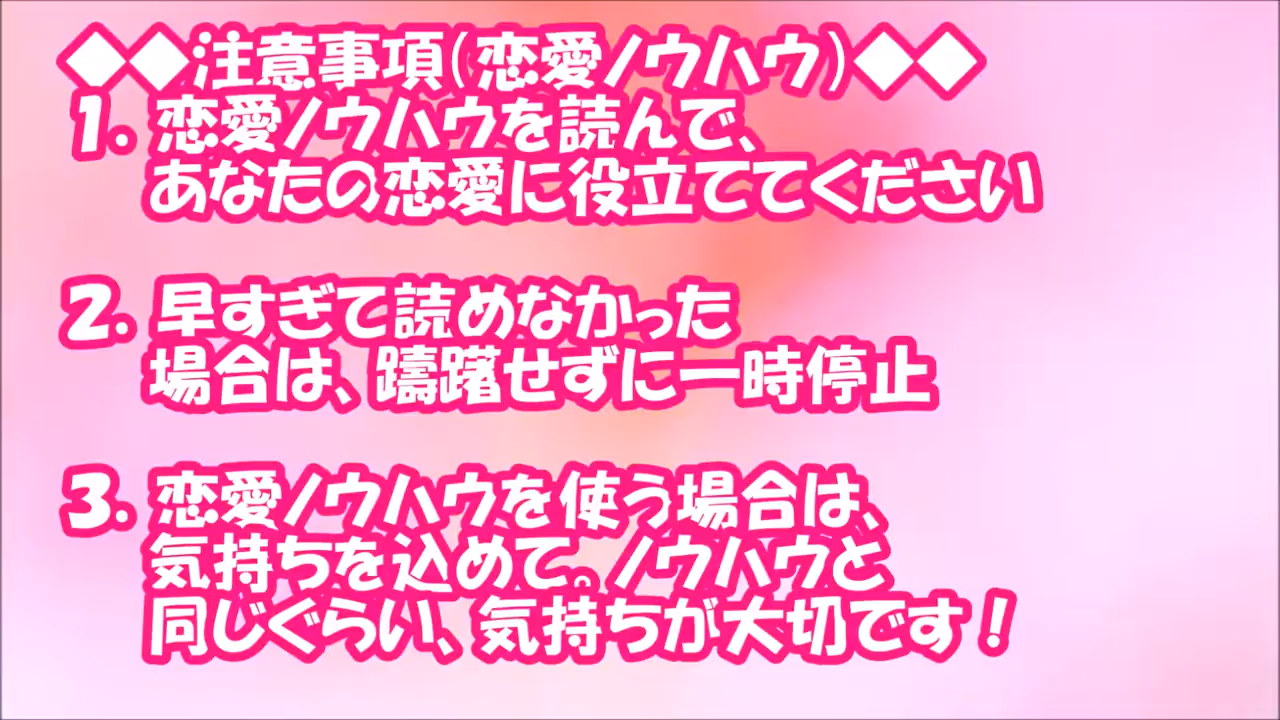 ◆◆注意事項(恋愛ノウハウ)◆◆
1. 恋愛ノウハウを読んで、
あなたの恋愛に役立ててください
2. 早すぎて読めなかった
場合は、躊躇せずに一時停止
3. 恋愛ノウハウを使う場合は、
気持ちを込めて。ノウハウと
同じぐらい、気持ちが大切です！